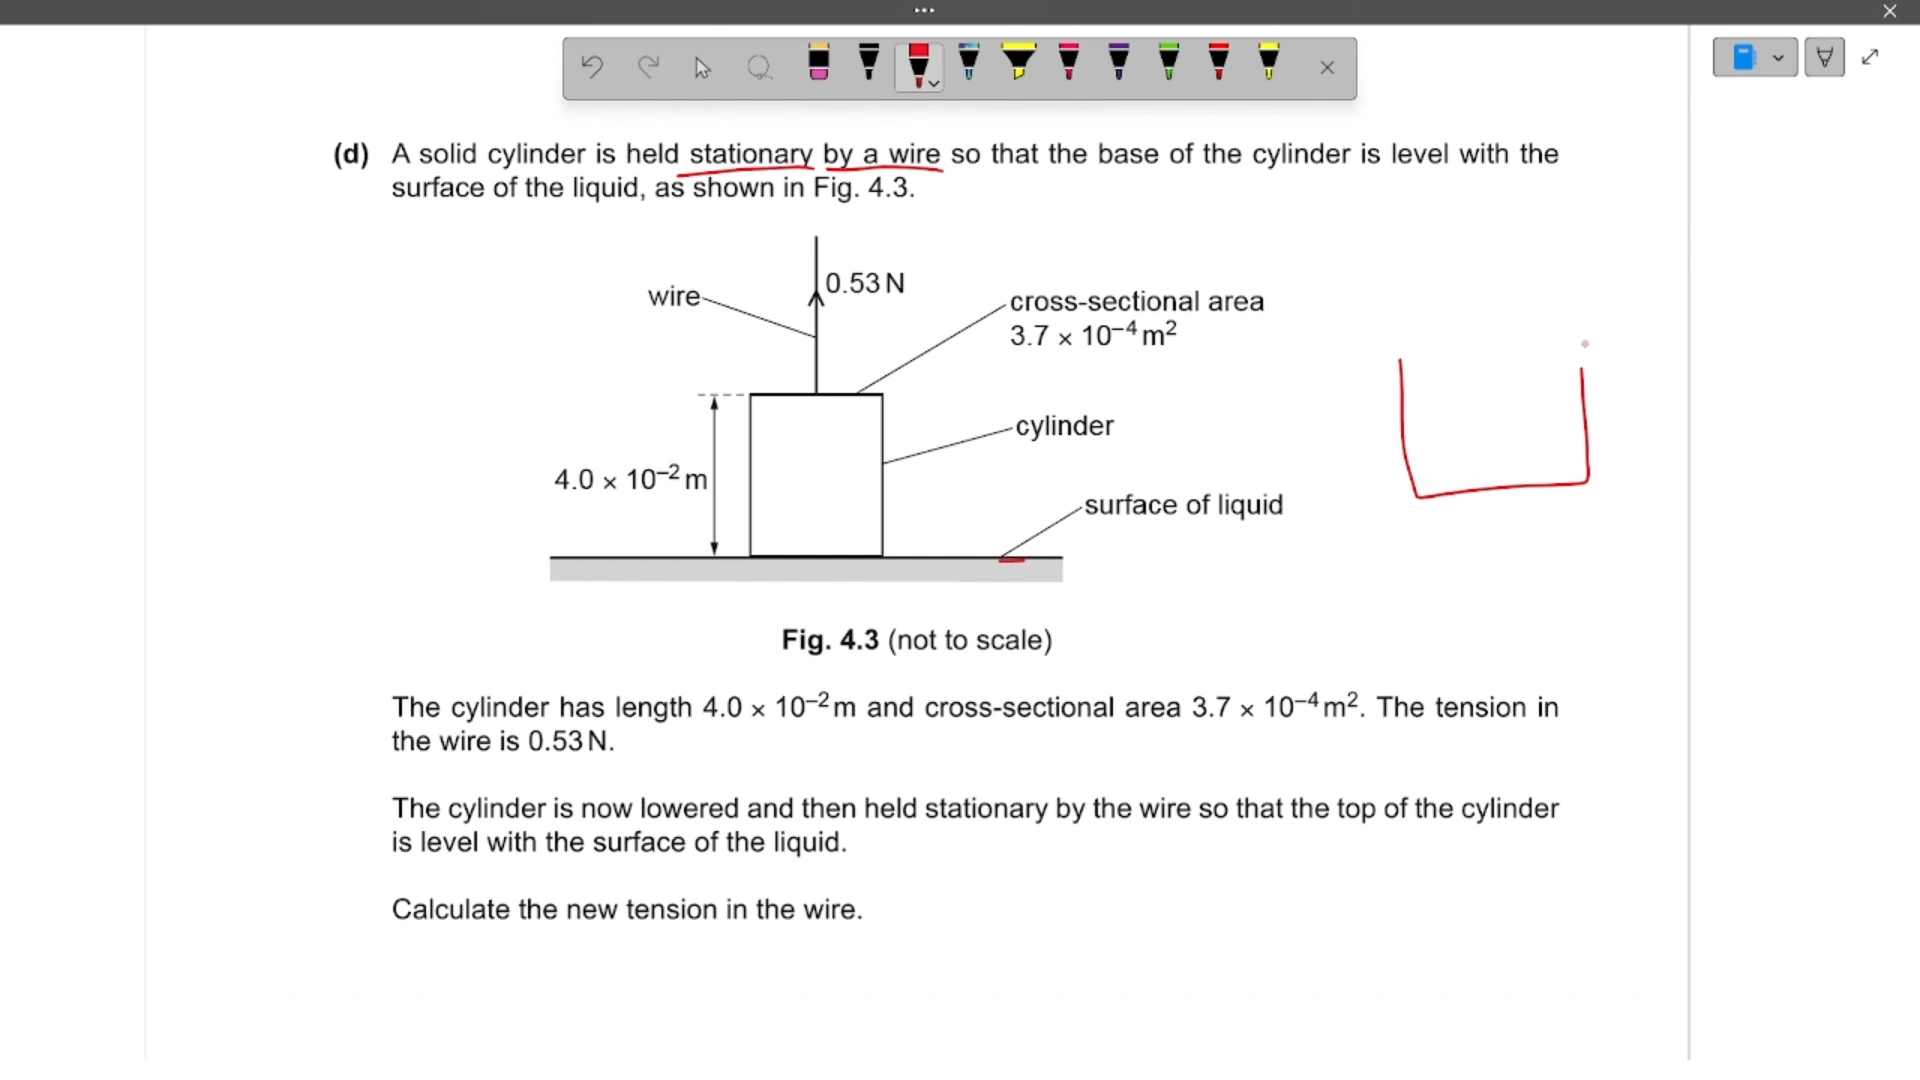 (d) A solid cylinder is held stationary by a wire so that the base of the cylinder is level with the
surface of the liquid, as shown in Fig. 4.3.
0.53 N
wire
cross-sectional area
3.7 × 10⁻⁴ m²
cylinder
4.0 × 10⁻² m
surface of liquid
Fig. 4.3 (not to scale)
The cylinder has length 4.0 × 10⁻² m and cross-sectional area 3.7 × 10⁻⁴ m². The tension in
the wire is 0.53 N.
The cylinder is now lowered and then held stationary by the wire so that the top of the cylinder
is level with the surface of the liquid.
Calculate the new tension in the wire.